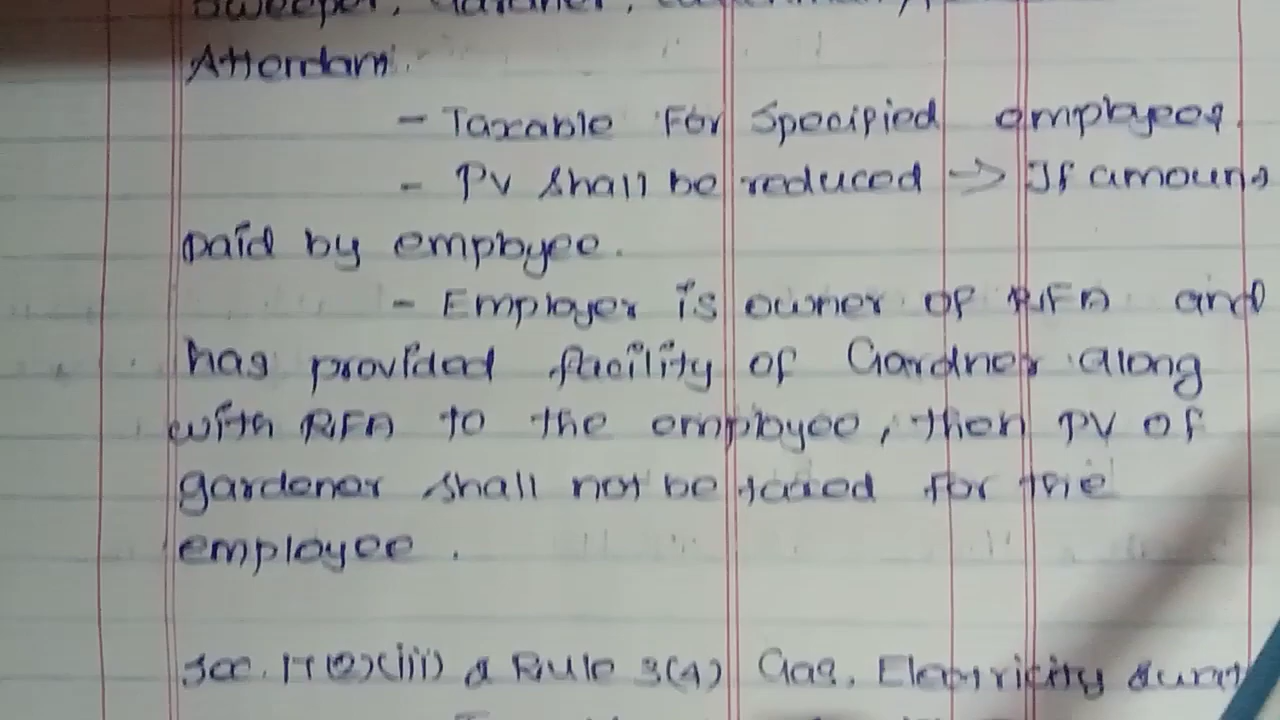 Sweeper, Gardner,
Attendant.
- Taxable For Specified employees.
- PV shall be reduced → If amount
paid by employee.
- Employer is owner of RFA and
has provided facility of Gardner along
with RFA to the employee, then PV of
gardener shall not be taxed for the
employee.
Sec. 17(2)(iii) & Rule 3(4) Gas, Electricity &